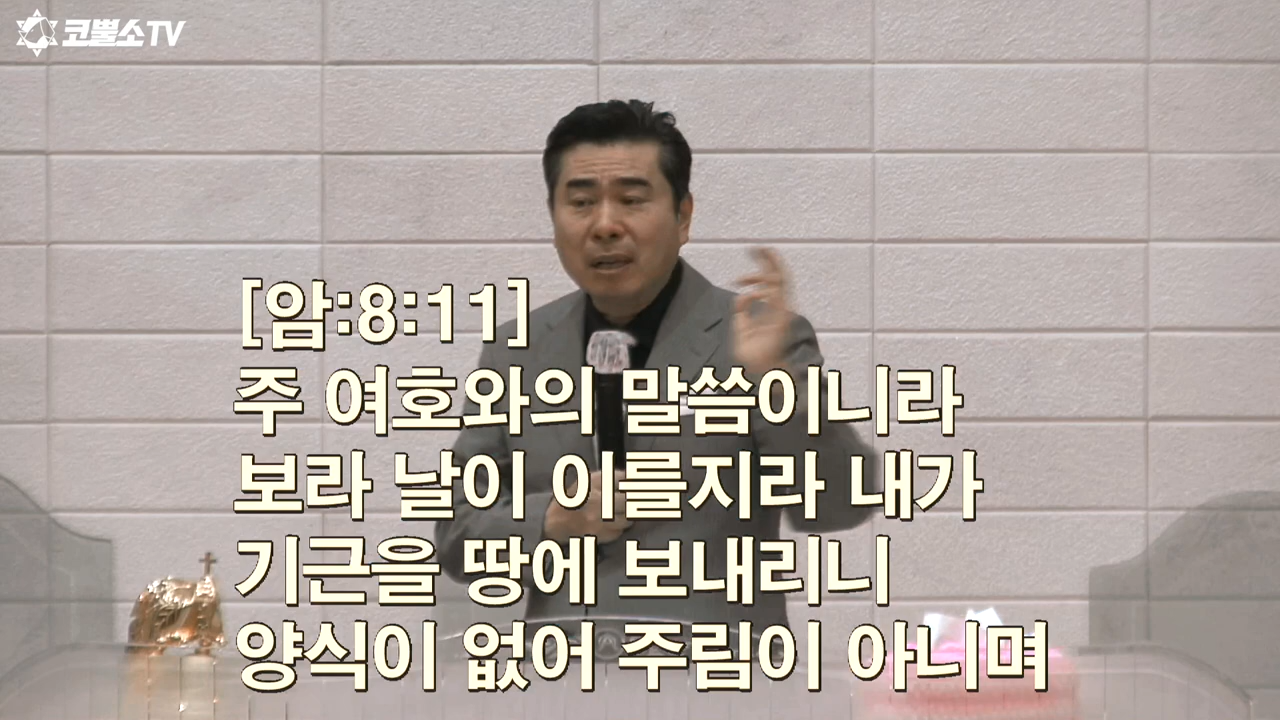 코뿔소TV
[암:8:11]
주 여호와의 말씀이니라
보라 날이 이를지라 내가
기근을 땅에 보내리니
양식이 없어 주림이 아니며